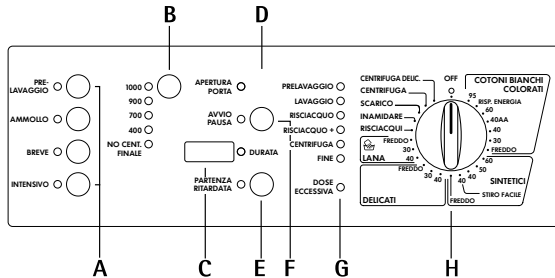 B
D
PRE-
LAVAGGIO
AMMOLLO
BREVE
INTENSIVO
1000
900
700
400
NO CENT.
FINALE
APERTURA
PORTA
AVVIO
PAUSA
DURATA
PARTENZA
RITARDATA
PRELAVAGGIO
LAVAGGIO
RISCIACQUO
RISCIACQUO +
CENTRIFUGA
FINE
DOSE
ECCESSIVA
CENTRIFUGA DELIC.
CENTRIFUGA
SCARICO
INAMIDARE
RISCIACQUI
FREDDO
30
40
LANA
FREDDO
30
40
DELICATI
OFF
COTONI BIANCHI
COLORATI
95
RISP. ENERGIA
60
40AA
40
30
FREDDO
60
50
40
40
SINTETICI
STIRO FACILE
FREDDO
A
C
E
F
G
H